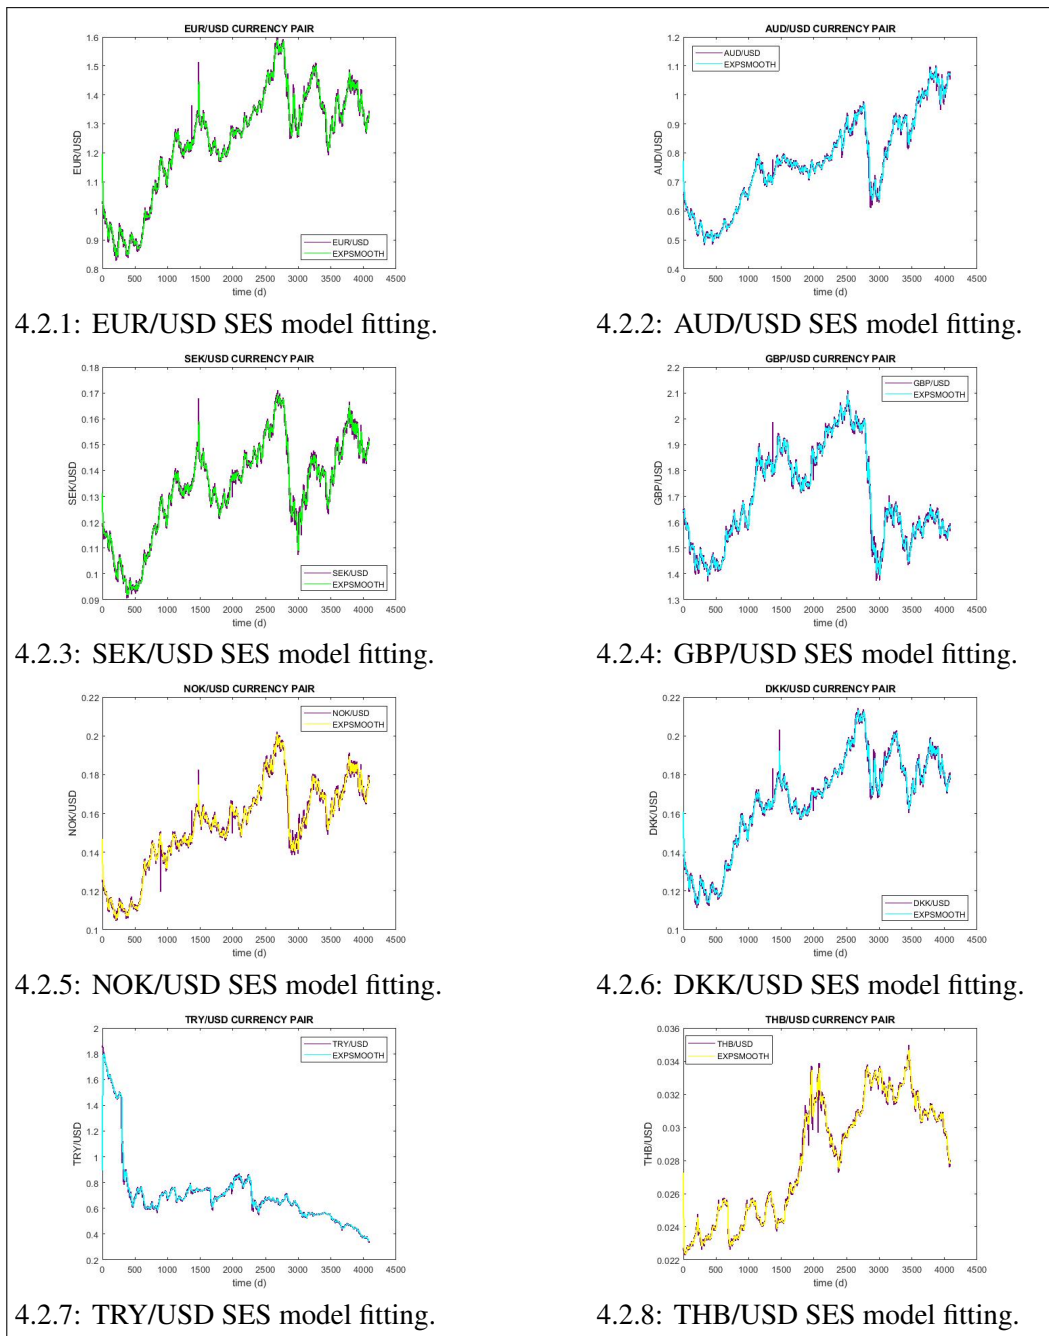 EUR/USD CURRENCY PAIR
1.6
1.5
1.4
1.3
1.2
1.1
1
0.9
0.8
EUR/USD
EUR/USD
EXPSMOOTH
0 500 1000 1500 2000 2500 3000 3500 4000 4500
time (d)
4.2.1: EUR/USD SES model fitting.
AUD/USD CURRENCY PAIR
1.2
1.1
1
0.9
0.8
0.7
0.6
0.5
0.4
AUD/USD
AUD/USD
EXPSMOOTH
0 500 1000 1500 2000 2500 3000 3500 4000 4500
time (d)
4.2.2: AUD/USD SES model fitting.
SEK/USD CURRENCY PAIR
0.18
0.17
0.16
0.15
0.14
0.13
0.12
0.11
0.1
0.09
SEK/USD
SEK/USD
EXPSMOOTH
0 500 1000 1500 2000 2500 3000 3500 4000 4500
time (d)
4.2.3: SEK/USD SES model fitting.
GBP/USD CURRENCY PAIR
2.2
2.1
2
1.9
1.8
1.7
1.6
1.5
1.4
1.3
GBP/USD
GBP/USD
EXPSMOOTH
0 500 1000 1500 2000 2500 3000 3500 4000 4500
time (d)
4.2.4: GBP/USD SES model fitting.
NOK/USD CURRENCY PAIR
0.22
0.2
0.18
0.16
0.14
0.12
0.1
NOK/USD
NOK/USD
EXPSMOOTH
0 500 1000 1500 2000 2500 3000 3500 4000 4500
time (d)
4.2.5: NOK/USD SES model fitting.
DKK/USD CURRENCY PAIR
0.22
0.2
0.18
0.16
0.14
0.12
0.1
DKK/USD
DKK/USD
EXPSMOOTH
0 500 1000 1500 2000 2500 3000 3500 4000 4500
time (d)
4.2.6: DKK/USD SES model fitting.
TRY/USD CURRENCY PAIR
2
1.8
1.6
1.4
1.2
1
0.8
0.6
0.4
0.2
TRY/USD
TRY/USD
EXPSMOOTH
0 500 1000 1500 2000 2500 3000 3500 4000 4500
time (d)
4.2.7: TRY/USD SES model fitting.
THB/USD CURRENCY PAIR
0.036
0.034
0.032
0.03
0.028
0.026
0.024
0.022
THB/USD
THB/USD
EXPSMOOTH
0 500 1000 1500 2000 2500 3000 3500 4000 4500
time (d)
4.2.8: THB/USD SES model fitting.